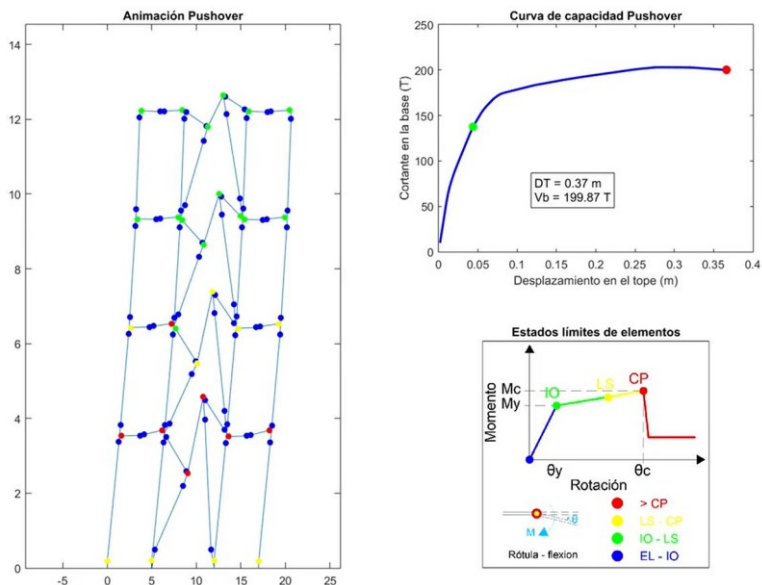 Animación Pushover
14
12
10
8
6
4
2
0
-5
0
5
10
15
20
25
Curva de capacidad Pushover
Cortante en la base (T)
250
200
150
100
50
0
DT = 0.37 m
Vb = 199.87 T
0
0.05
0.1
0.15
0.2
0.25
0.3
0.35
0.4
Desplazamiento en el tope (m)
Estados límites de elementos
Momento
Mc
My
IO
LS
CP
θy
θc
Rotación
θ
M
Rótula - flexion
> CP
LS - CP
IO - LS
EL - IO